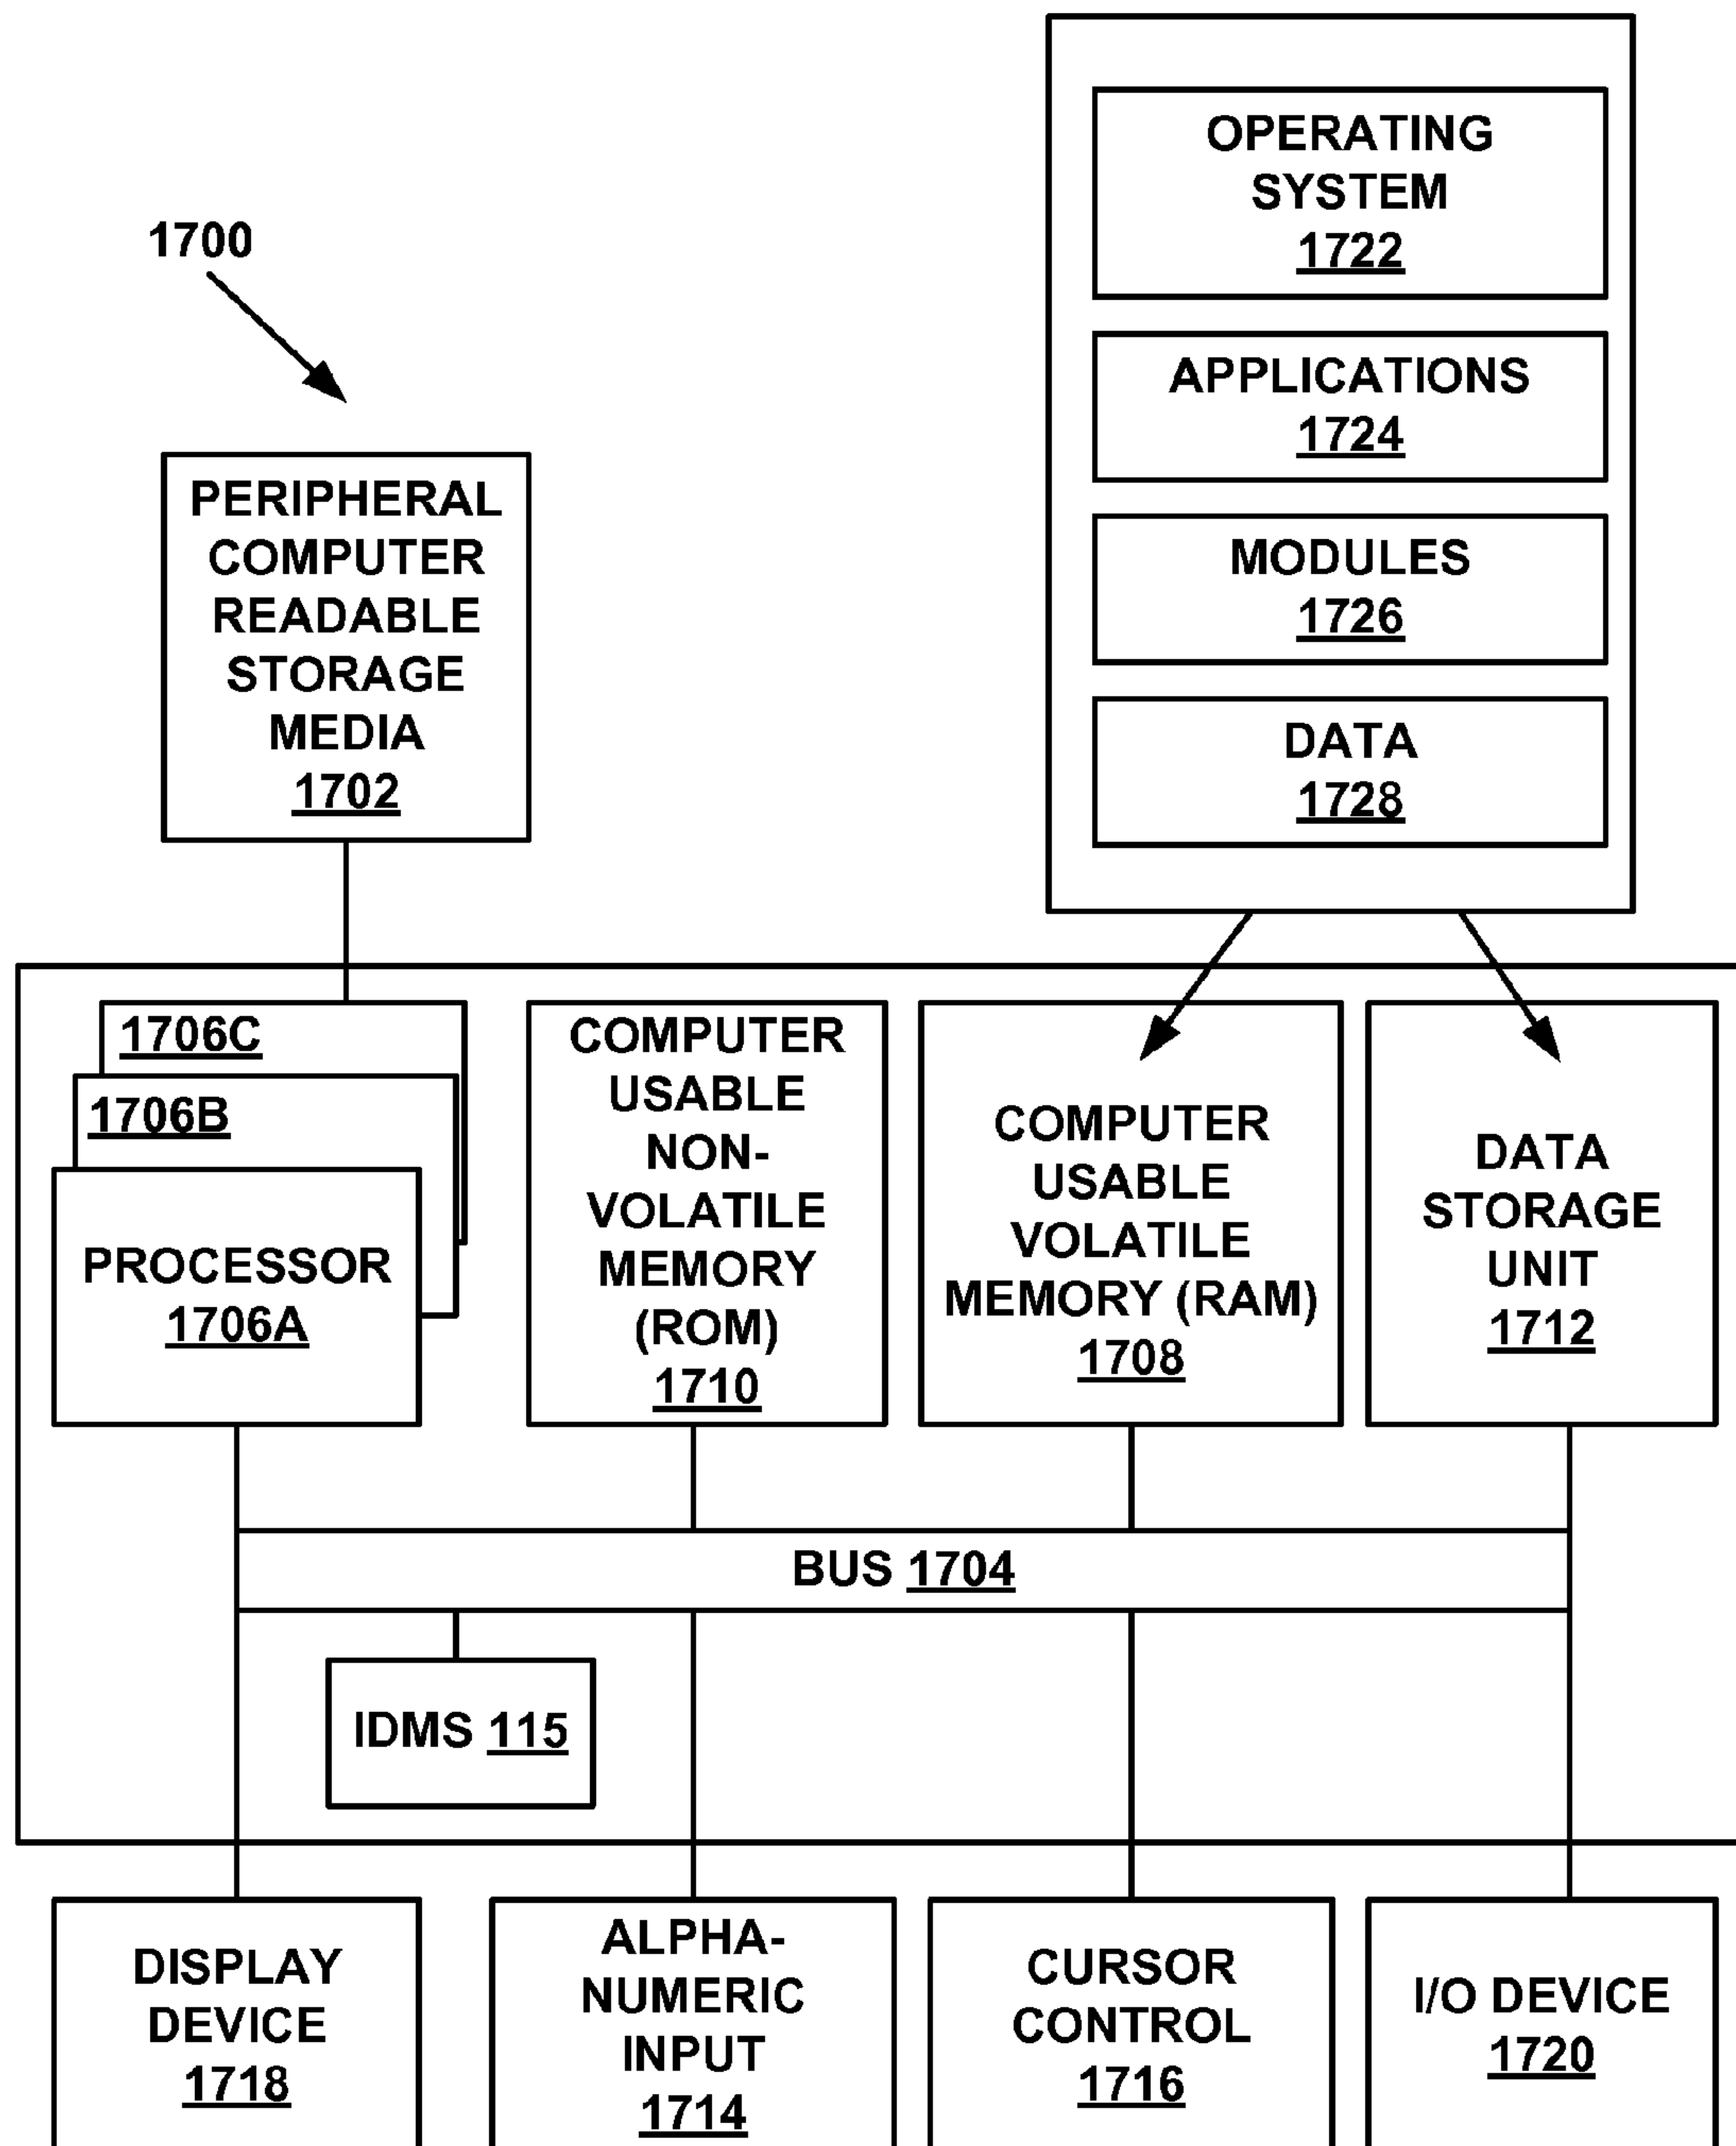 OPERATING
SYSTEM
1722
1700
APPLICATIONS
1724
PERIPHERAL
COMPUTER
READABLE
STORAGE
MEDIA
1702
MODULES
1726
DATA
1728
1706C
1706B
PROCESSOR
1706A
COMPUTER
USABLE
NON-
VOLATILE
MEMORY
(ROM)
1710
COMPUTER
USABLE
VOLATILE
MEMORY (RAM)
1708
DATA
STORAGE
UNIT
1712
BUS 1704
IDMS 115
DISPLAY
DEVICE
1718
ALPHA-
NUMERIC
INPUT
1714
CURSOR
CONTROL
1716
I/O DEVICE
1720